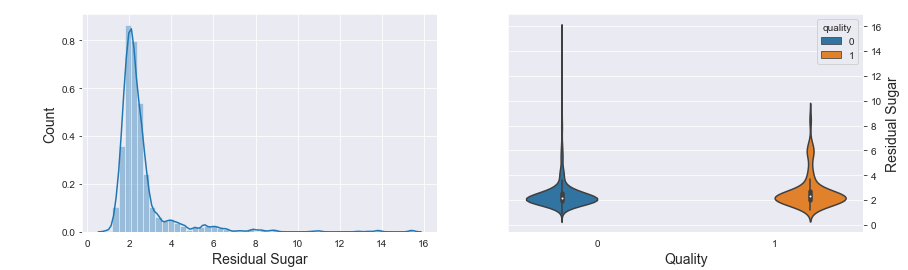 0.8
0.6
0.4
0.2
0.0
Count
0 2 4 6 8 10 12 14 16
Residual Sugar
quality
0
1
16
14
12
10
8
6
4
2
0
Residual Sugar
0 1
Quality